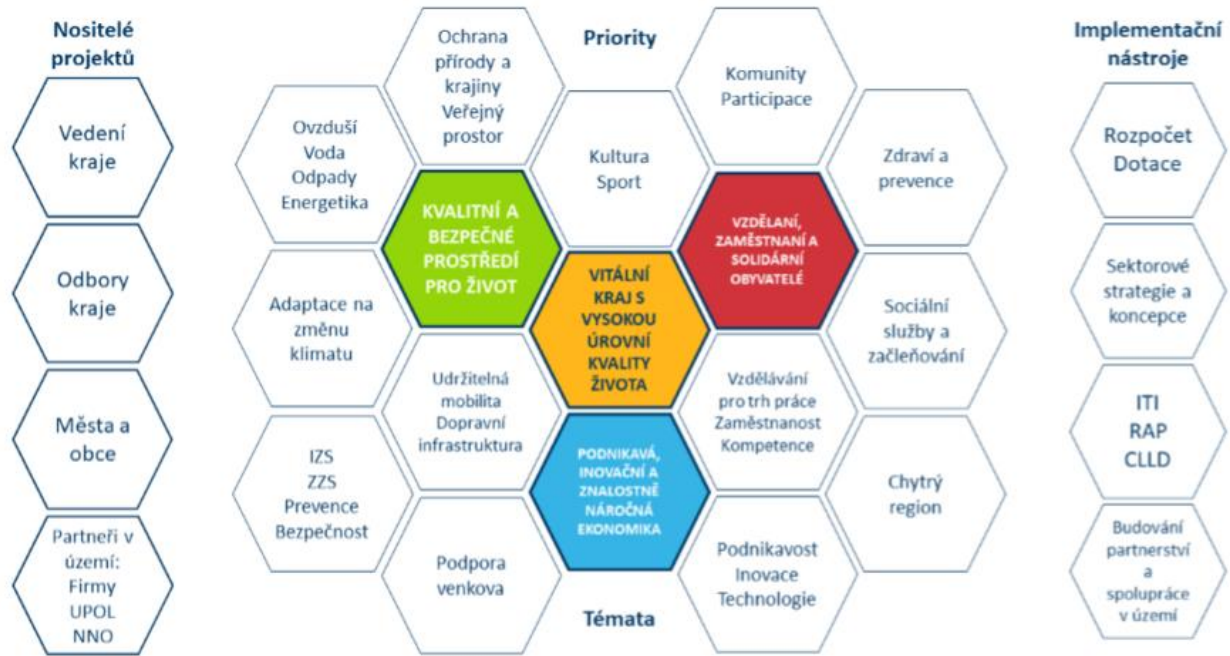 Nositelé
projektů
Vedení
kraje
Odbory
kraje
Města a
obce
Partneři v
území:
Firmy
UPOL
NNO
Priority
Ochrana
přírody a
krajiny
Veřejný
prostor
Komunity
Participace
Ovzduší
Voda
Odpady
Energetika
Kultura
Sport
Zdraví a
prevence
KVALITNÍ A
BEZPEČNÉ
PROSTŘEDÍ
PRO ŽIVOT
VZDĚLANÍ,
ZAMĚSTNANÍ A
SOLIDÁRNÍ
OBYVATELÉ
VITÁLNÍ
KRAJ S
VYSOKOU
ÚROVNÍ
KVALITY
ŽIVOTA
Adaptace na
změnu
klimatu
Sociální
služby a
začleňování
Udržitelná
mobilita
Dopravní
infrastruktura
Vzdělávání
pro trh práce
Zaměstnanost
Kompetence
IZS
ZZS
Prevence
Bezpečnost
PODNIKAVÁ,
INOVAČNÍ A
ZNALOSTNĚ
NÁROČNÁ
EKONOMIKA
Chytrý
region
Podpora
venkova
Podnikavost
Inovace
Technologie
Témata
Implementační
nástroje
Rozpočet
Dotace
Sektorové
strategie a
koncepce
ITI
RAP
CLLD
Budování
partnerství
a
spolupráce
v území